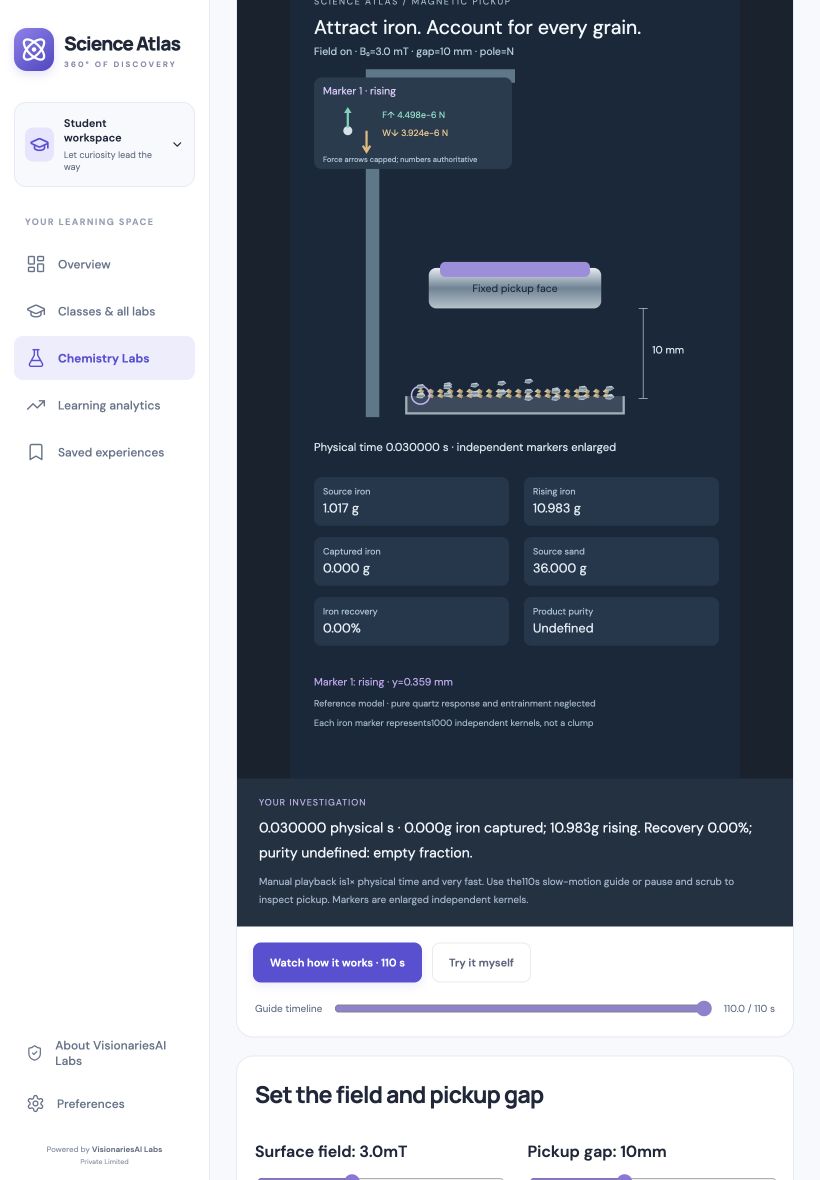 Science Atlas
360° OF DISCOVERY
Student workspace
Let curiosity lead the way
YOUR LEARNING SPACE
Overview
Classes & all labs
Chemistry Labs
Learning analytics
Saved experiences
About VisionariesAI Labs
Preferences
Powered by VisionariesAI Labs
Private Limited
SCIENCE ATLAS / MAGNETIC PICKUP
Attract iron. Account for every grain.
Field on · B₀=3.0 mT · gap=10 mm · pole=N
Marker 1 · rising
F↑ 4.498e-6 N
W↓ 3.924e-6 N
Force arrows capped; numbers authoritative
Fixed pickup face
10 mm
Physical time 0.030000 s · independent markers enlarged
Source iron
1.017 g
Rising iron
10.983 g
Captured iron
0.000 g
Source sand
36.000 g
Iron recovery
0.00%
Product purity
Undefined
Marker 1: rising · y=0.359 mm
Reference model · pure quartz response and entrainment neglected
Each iron marker represents1000 independent kernels, not a clump
YOUR INVESTIGATION
0.030000 physical s · 0.000g iron captured; 10.983g rising. Recovery 0.00%;
purity undefined: empty fraction.
Manual playback is1× physical time and very fast. Use the110s slow-motion guide or pause and scrub to
inspect pickup. Markers are enlarged independent kernels.
Watch how it works · 110 s
Try it myself
Guide timeline
110.0 / 110 s
Set the field and pickup gap
Surface field: 3.0mT
Pickup gap: 10mm